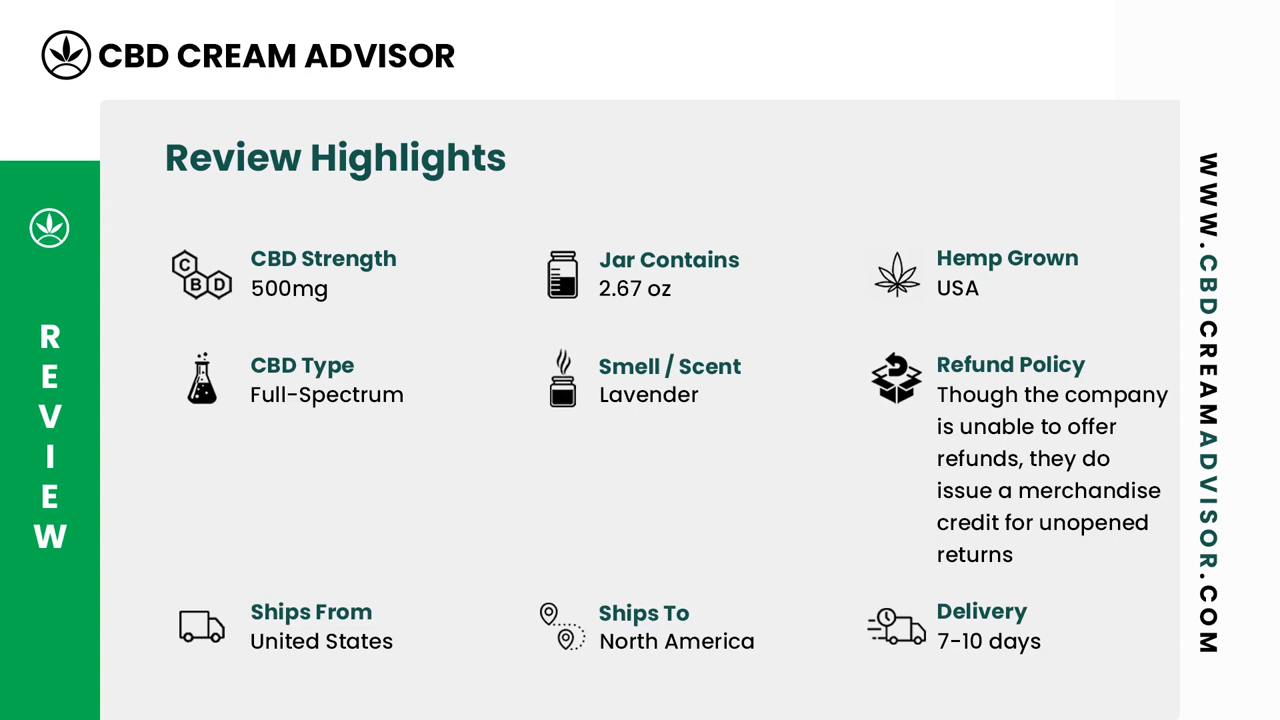 CBD CREAM ADVISOR
REVIEW
Review Highlights
CBD
CBD Strength
500mg
Jar Contains
2.67 oz
Hemp Grown
USA
CBD Type
Full-Spectrum
Smell / Scent
Lavender
Refund Policy
Though the company
is unable to offer
refunds, they do
issue a merchandise
credit for unopened
returns
Ships From
United States
Ships To
North America
Delivery
7-10 days
WWW.CBDCREAMADVISOR.COM